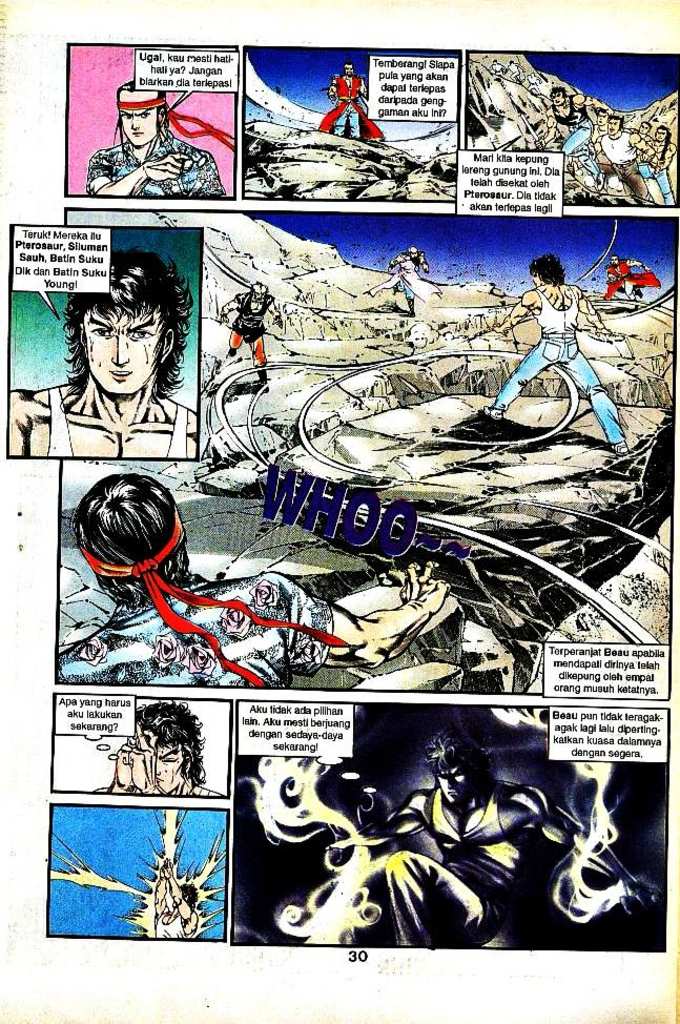 Ugai, kau mesti hati-
hati ya? Jangan
biarkan dia terlepas!
Temberang! Siapa
pula yang akan
dapat terlepas
daripada geng-
gaman aku ini?
Mari kita kepung
lereng gunung ini. Dia
telah disekat oleh
Pterosaur. Dia tidak
akan terlepas lagi!
Teruk! Mereka itu
Pterosaur, Siluman
Sauh, Batin Suku
Dik dan Batin Suku
Young!
WHOO~~
Terperanjat Beau apabila
mendapati dirinya telah
dikepung oleh empat
orang musuh ketatnya.
Apa yang harus
aku lakukan
sekarang?
Aku tidak ada pilihan
lain. Aku mesti berjuang
dengan sedaya-daya
sekarang!
Beau pun tidak teragak-
agak lagi lalu diperting-
katkan kuasa dalamnya
dengan segera.
30